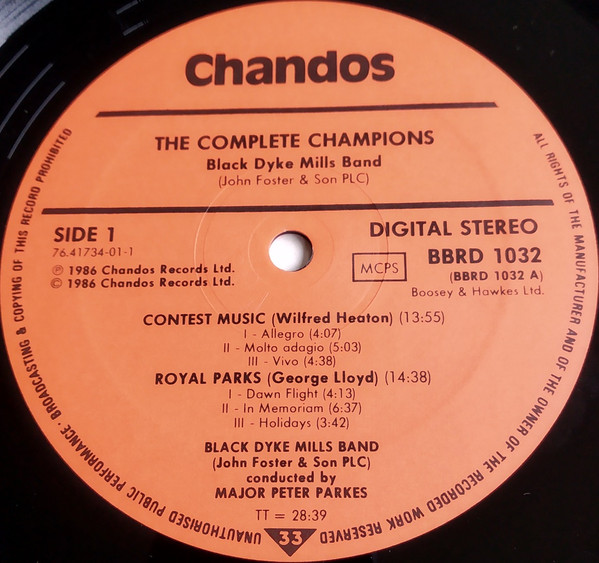 Chandos
THE COMPLETE CHAMPIONS
Black Dyke Mills Band
(John Foster & Son PLC)
SIDE 1
76.41734-01-1
℗ 1986 Chandos Records Ltd.
© 1986 Chandos Records Ltd.
MCPS
DIGITAL STEREO
BBRD 1032
(BBRD 1032 A)
Boosey & Hawkes Ltd.
CONTEST MUSIC (Wilfred Heaton) (13:55)
I - Allegro (4:07)
II - Molto adagio (5:03)
III - Vivo (4:38)
ROYAL PARKS (George Lloyd) (14:38)
I - Dawn Flight (4:13)
II - In Memoriam (6:37)
III - Holidays (3:42)
BLACK DYKE MILLS BAND
(John Foster & Son PLC)
conducted by
MAJOR PETER PARKES
TT = 28:39
33
ALL RIGHTS OF THE MANUFACTURER AND OF THE OWNER OF THE RECORDED WORK RESERVED
UNAUTHORISED PUBLIC PERFORMANCE · BROADCASTING & COPYING OF THIS RECORD PROHIBITED